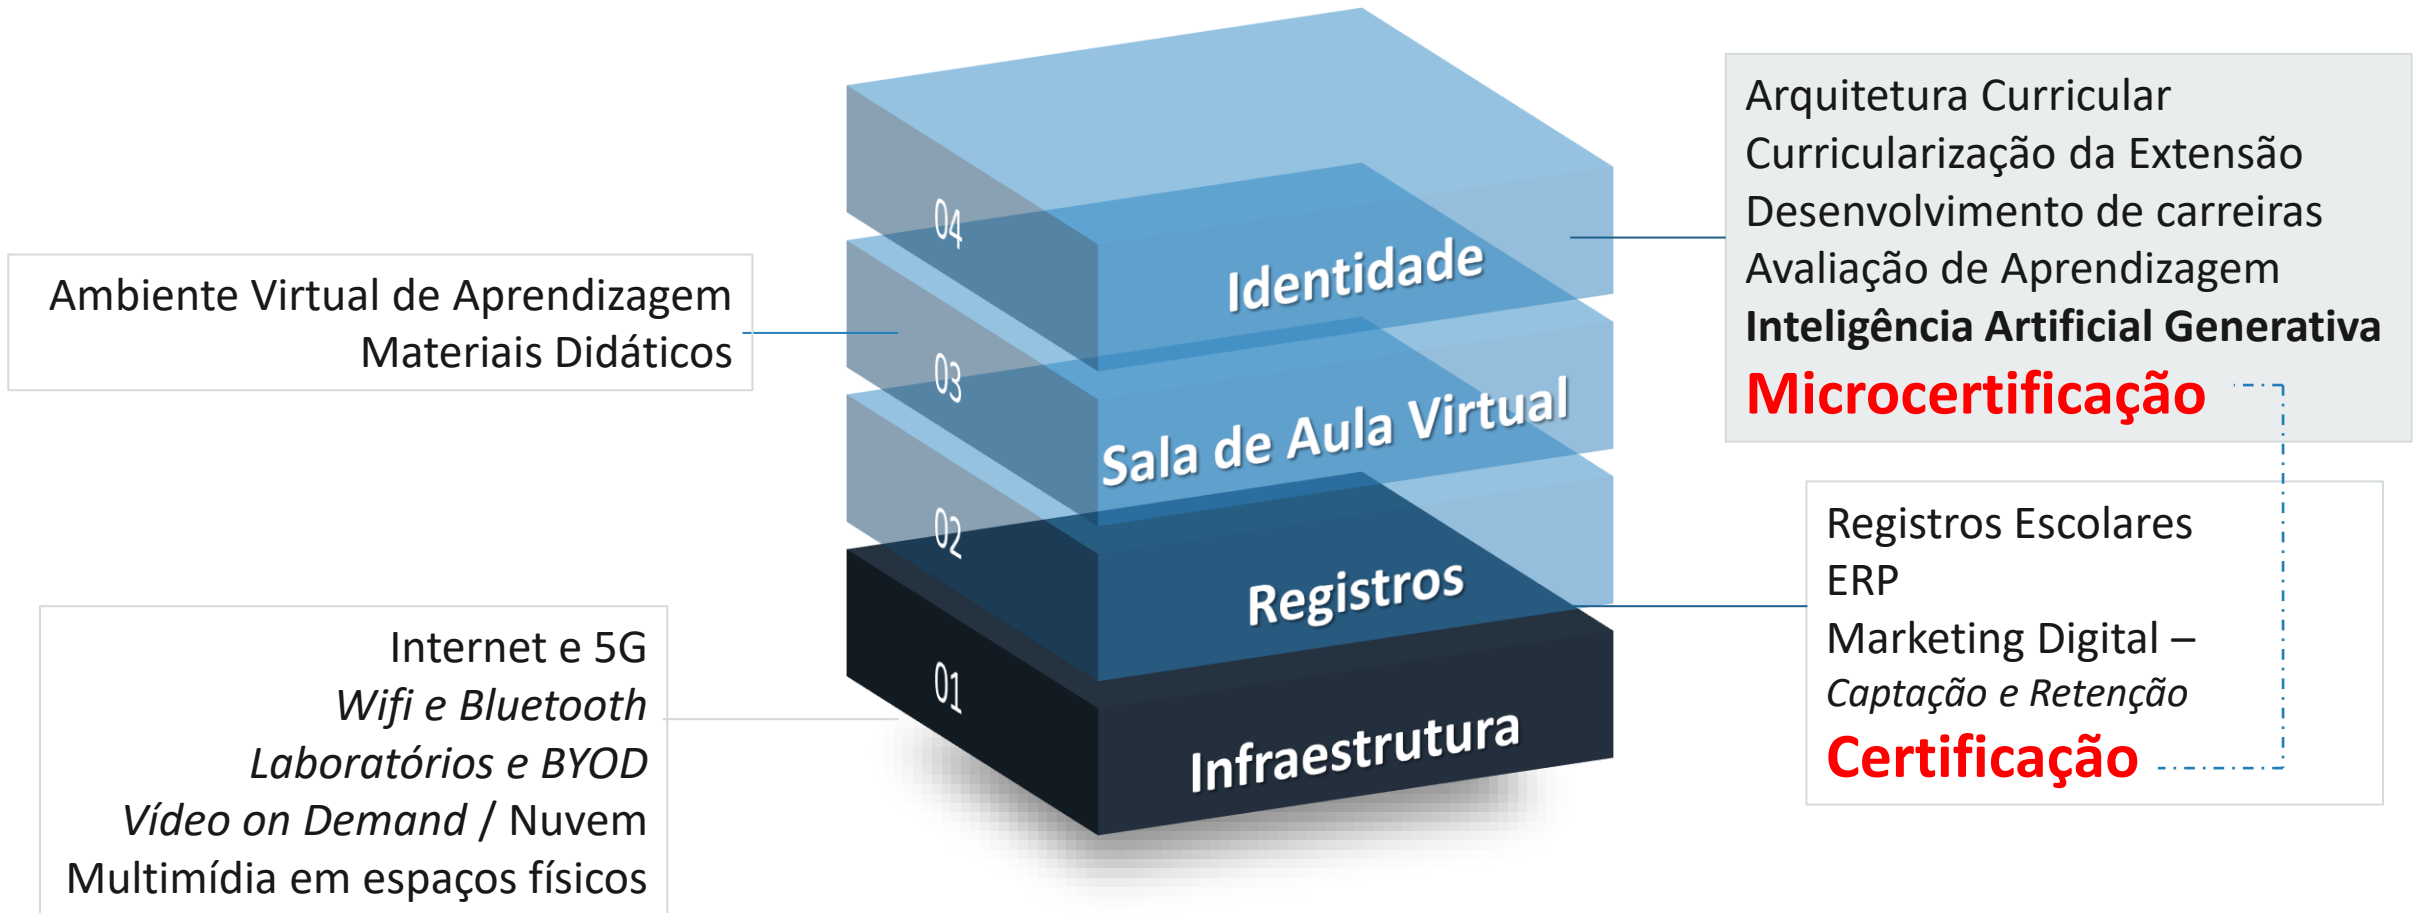 Ambiente Virtual de Aprendizagem
Materiais Didáticos
Internet e 5G
Wifi e Bluetooth
Laboratórios e BYOD
Vídeo on Demand / Nuvem
Multimídia em espaços físicos
04
Identidade
03
Sala de Aula Virtual
02
Registros
01
Infraestrutura
Arquitetura Curricular
Curricularização da Extensão
Desenvolvimento de carreiras
Avaliação de Aprendizagem
Inteligência Artificial Generativa
Microcertificação
Registros Escolares
ERP
Marketing Digital –
Captação e Retenção
Certificação